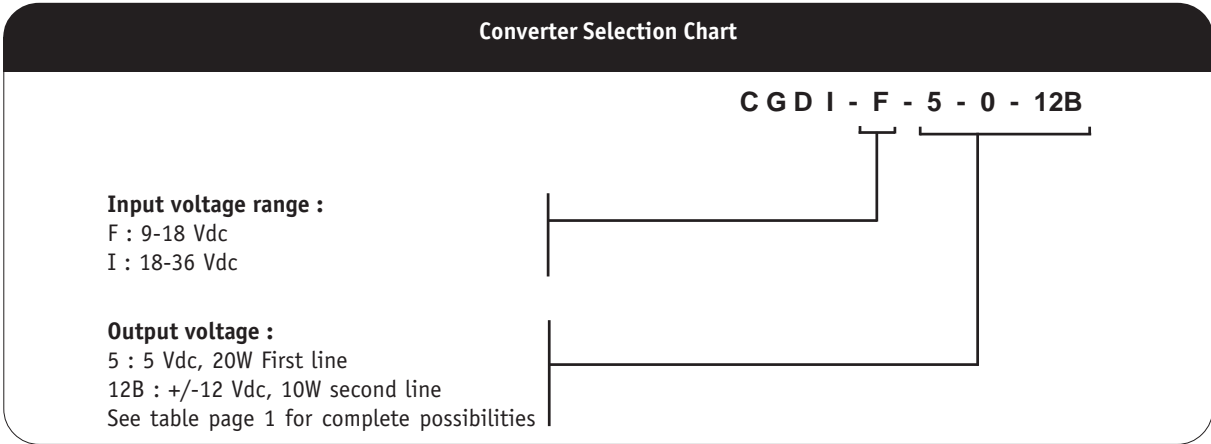 Converter Selection Chart
C G D I - F - 5 - 0 - 12B
Input voltage range :
F : 9-18 Vdc
I : 18-36 Vdc
Output voltage :
5 : 5 Vdc, 20W First line
12B : +/-12 Vdc, 10W second line
See table page 1 for complete possibilities